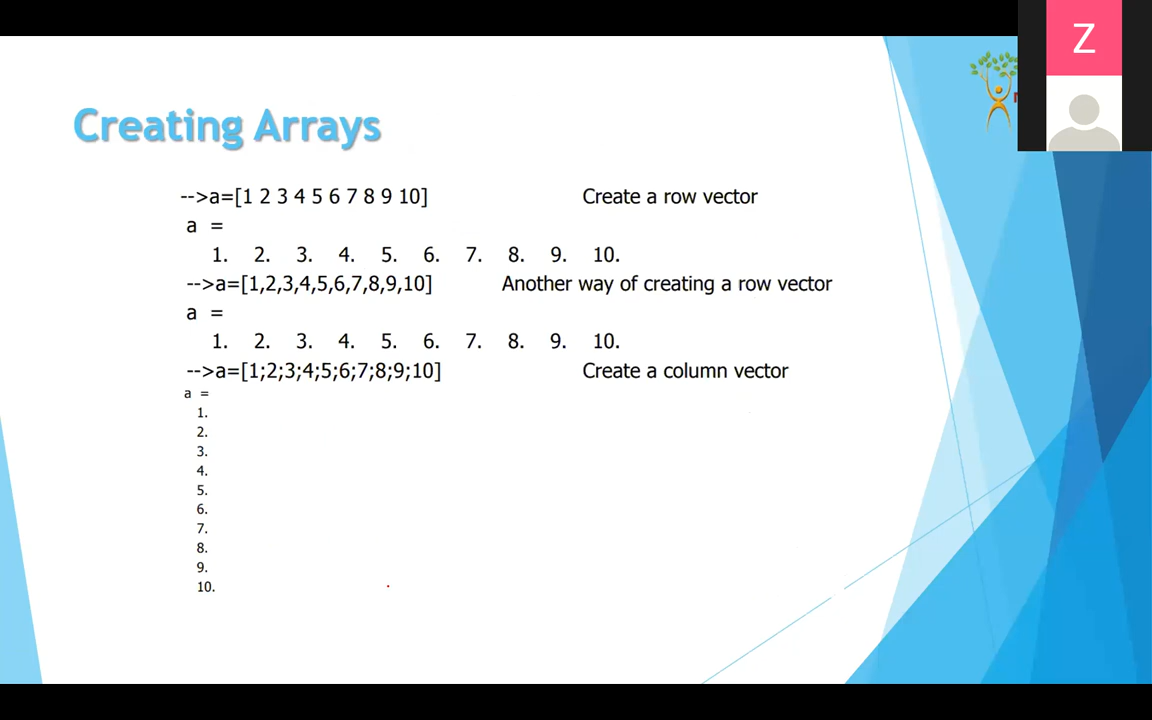 Z
Creating Arrays
-->a=[1 2 3 4 5 6 7 8 9 10] Create a row vector
a =
1. 2. 3. 4. 5. 6. 7. 8. 9. 10.
-->a=[1,2,3,4,5,6,7,8,9,10] Another way of creating a row vector
a =
1. 2. 3. 4. 5. 6. 7. 8. 9. 10.
-->a=[1;2;3;4;5;6;7;8;9;10] Create a column vector
a =
1.
2.
3.
4.
5.
6.
7.
8.
9.
10.